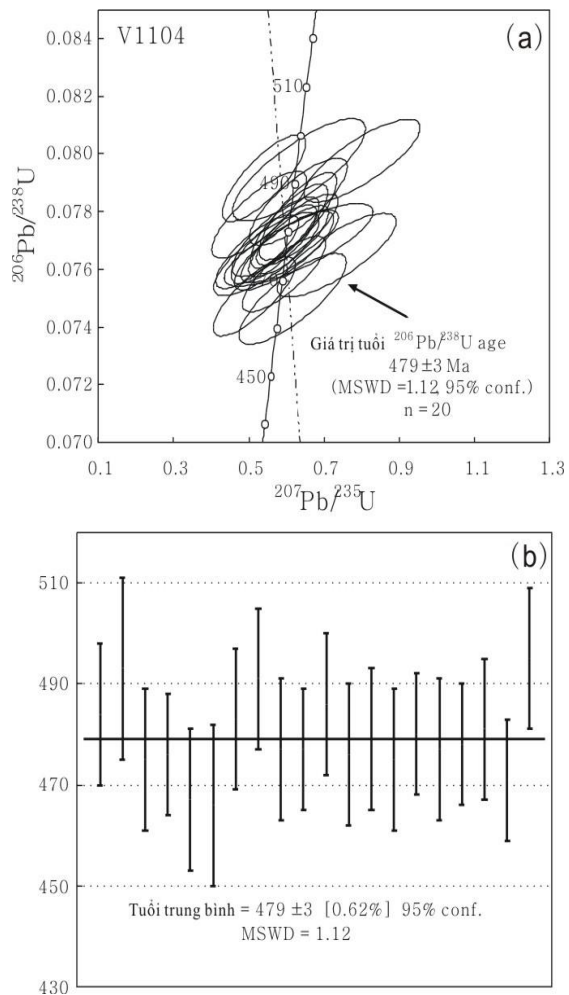 V1104
(a)
0.084
0.082
0.080
0.078
0.076
0.074
0.072
0.070
206Pb/238U
510
490
450
Giá trị tuổi 206Pb/238U age
479±3 Ma
(MSWD =1.12, 95% conf.)
n = 20
0.1 0.3 0.5 0.7 0.9 1.1 1.3
207Pb/235U
(b)
510
490
470
450
430
Tuổi trung bình = 479 ±3 [0.62%] 95% conf.
MSWD = 1.12